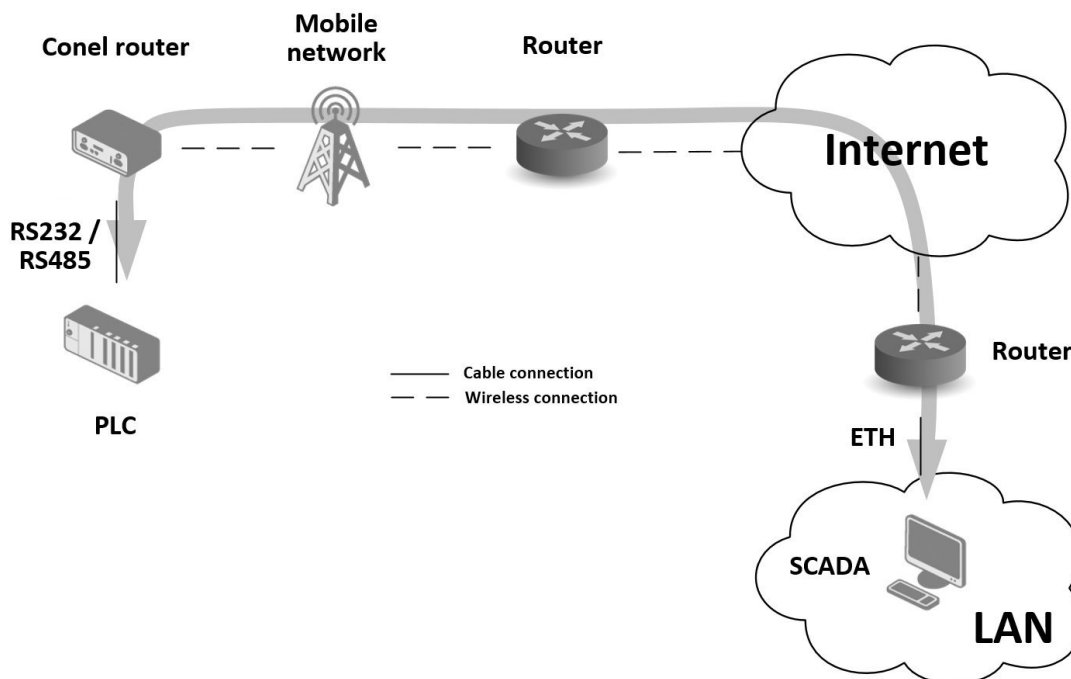 Conel router
Mobile
network
Router
Internet
RS232 /
RS485
Router
Cable connection
Wireless connection
PLC
ETH
SCADA
LAN